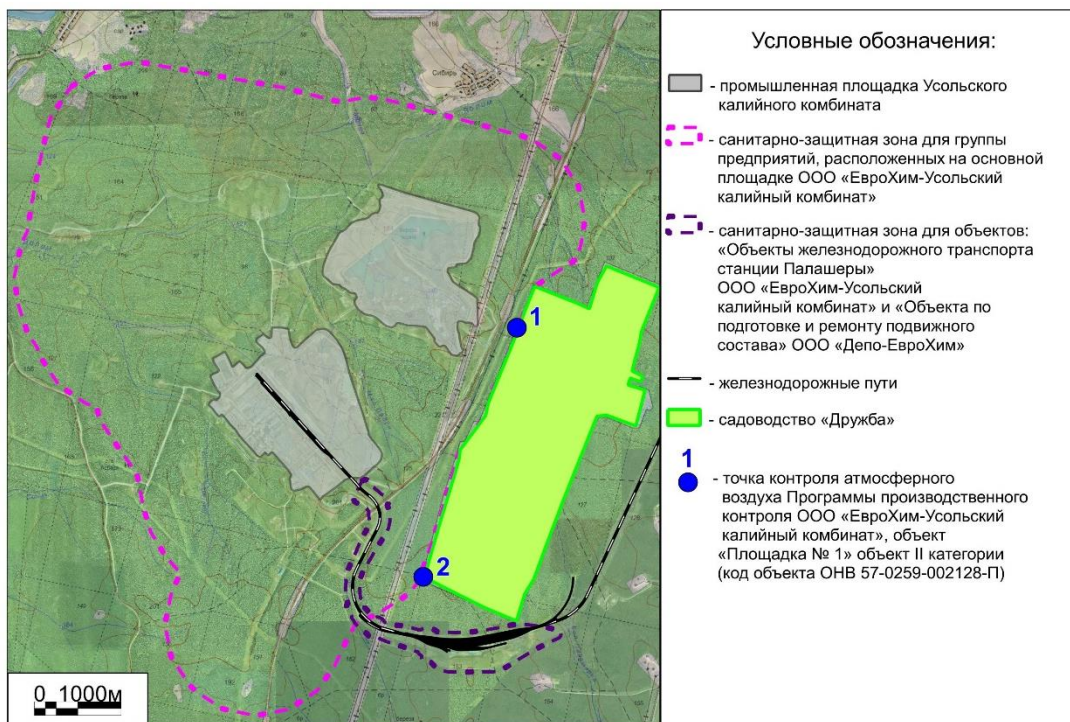 Сибирь
1
2
0 1000м
Условные обозначения:
- промышленная площадка Усольского
калийного комбината
- санитарно-защитная зона для группы
предприятий, расположенных на основной
площадке ООО «ЕвроХим-Усольский
калийный комбинат»
- санитарно-защитная зона для объектов:
«Объекты железнодорожного транспорта
станции Палашеры»
ООО «ЕвроХим-Усольский
калийный комбинат» и «Объекта по
подготовке и ремонту подвижного
состава» ООО «Депо-ЕвроХим»
- железнодорожные пути
- садоводство «Дружба»
1
- точка контроля атмосферного
воздуха Программы производственного
контроля ООО «ЕвроХим-Усольский
калийный комбинат», объект
«Площадка № 1» объект II категории
(код объекта ОНВ 57-0259-002128-П)